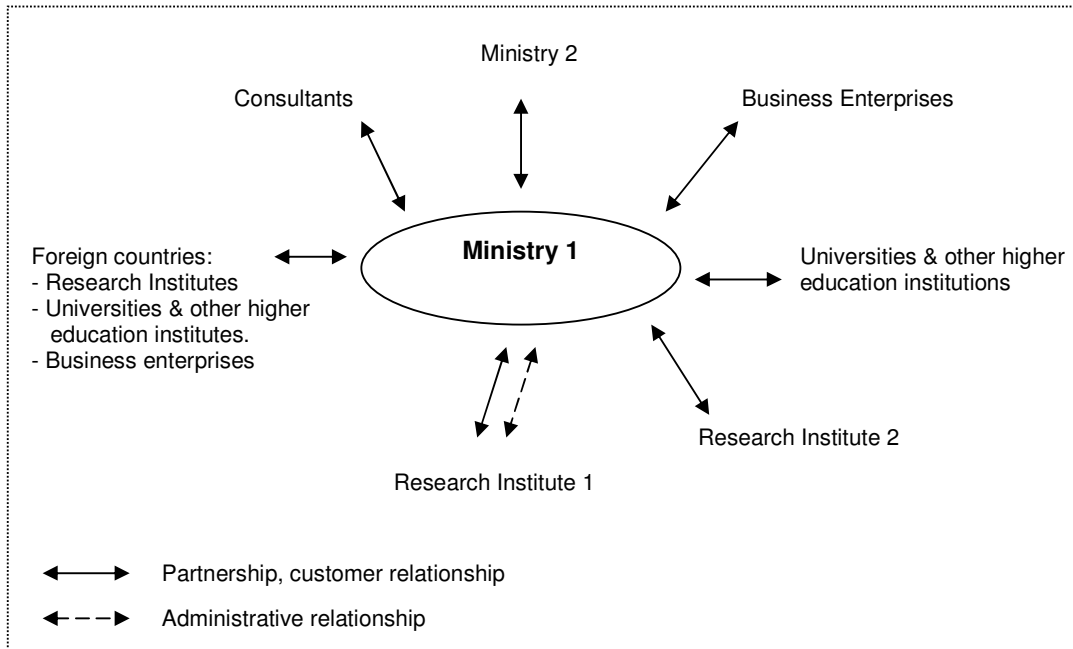 Ministry 2
Consultants
Business Enterprises
Ministry 1
Foreign countries:
- Research Institutes
- Universities & other higher
education institutes.
- Business enterprises
Universities & other higher
education institutions
Research Institute 2
Research Institute 1
Partnership, customer relationship
Administrative relationship